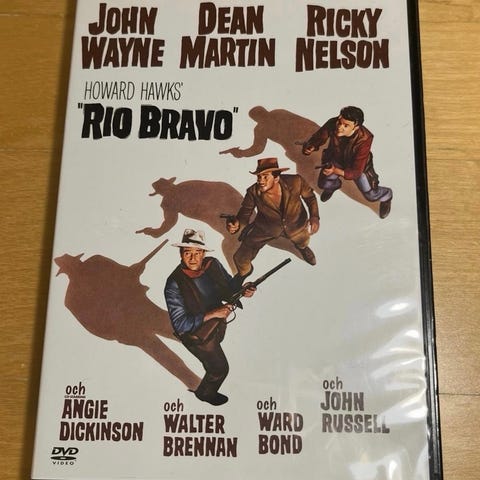 JOHN WAYNE
DEAN MARTIN
RICKY NELSON
HOWARD HAWKS'
"RIO BRAVO"
och
ANGIE DICKINSON
och
WALTER BRENNAN
och
WARD BOND
och
JOHN RUSSELL
DVD
VIDEO